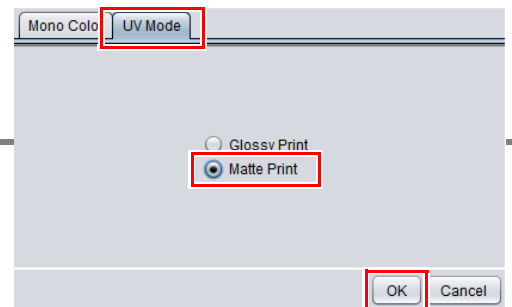 Mono Colo UV Mode
Glossy Print
Matte Print
OK Cancel